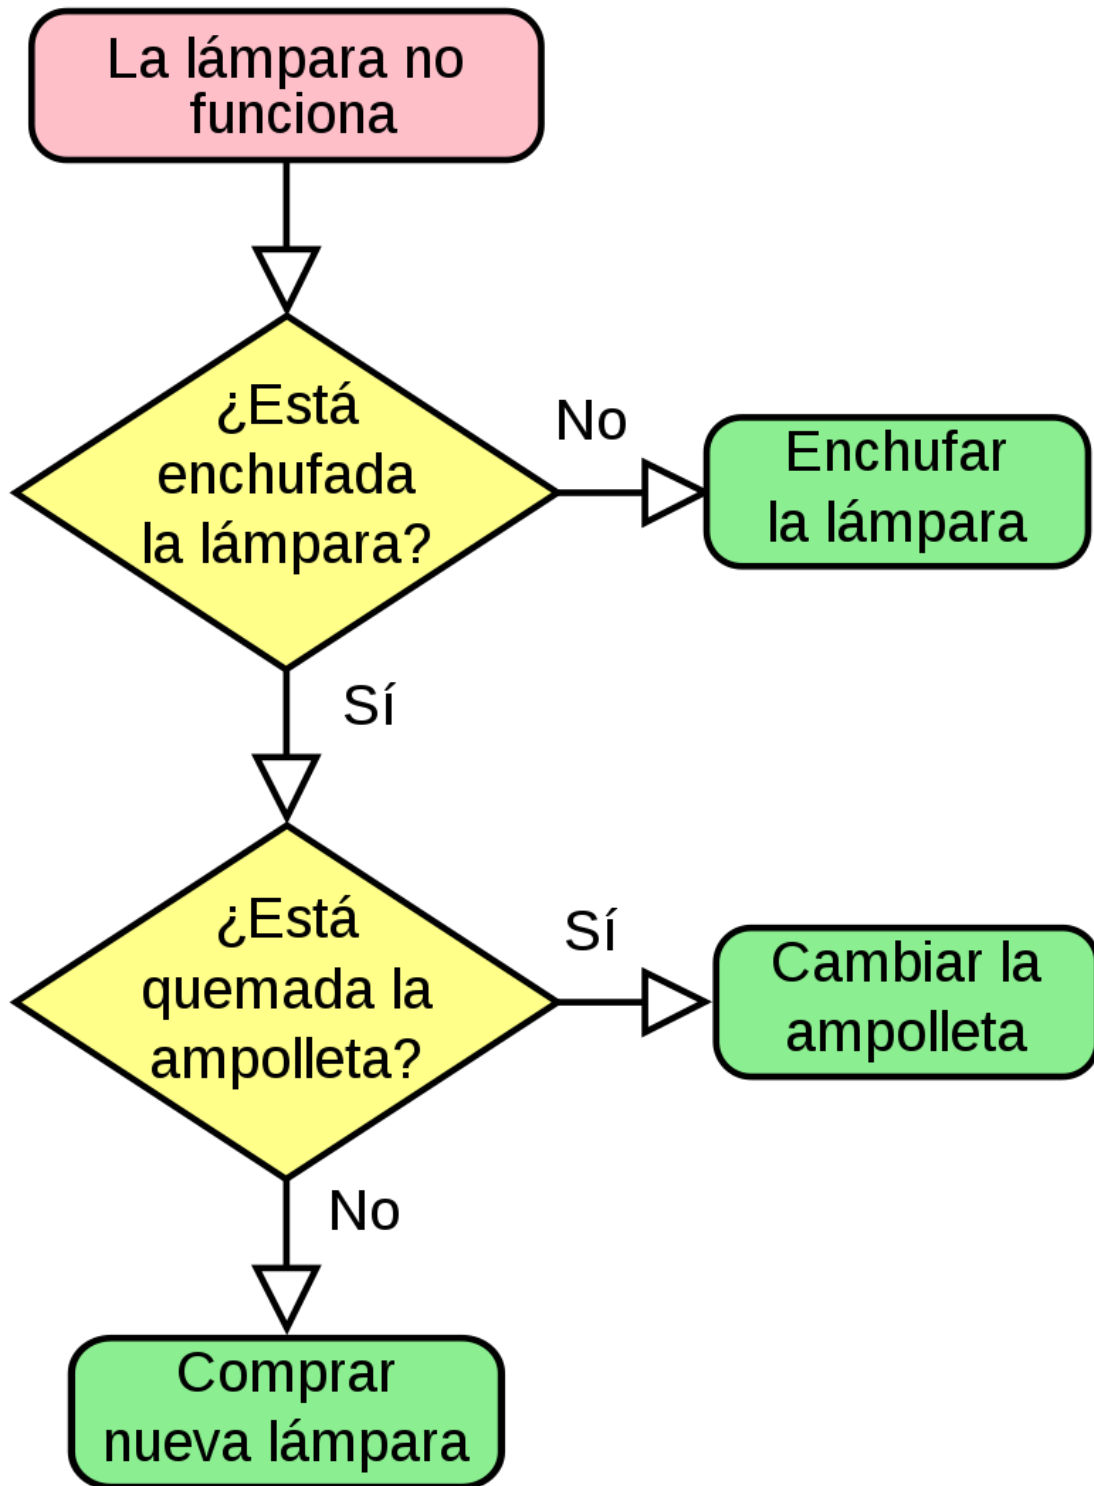 La lámpara no
funciona
¿Está
enchufada
la lámpara?
No
Enchufar
la lámpara
Sí
¿Está
quemada la
ampolleta?
Sí
Cambiar la
ampolleta
No
Comprar
nueva lámpara